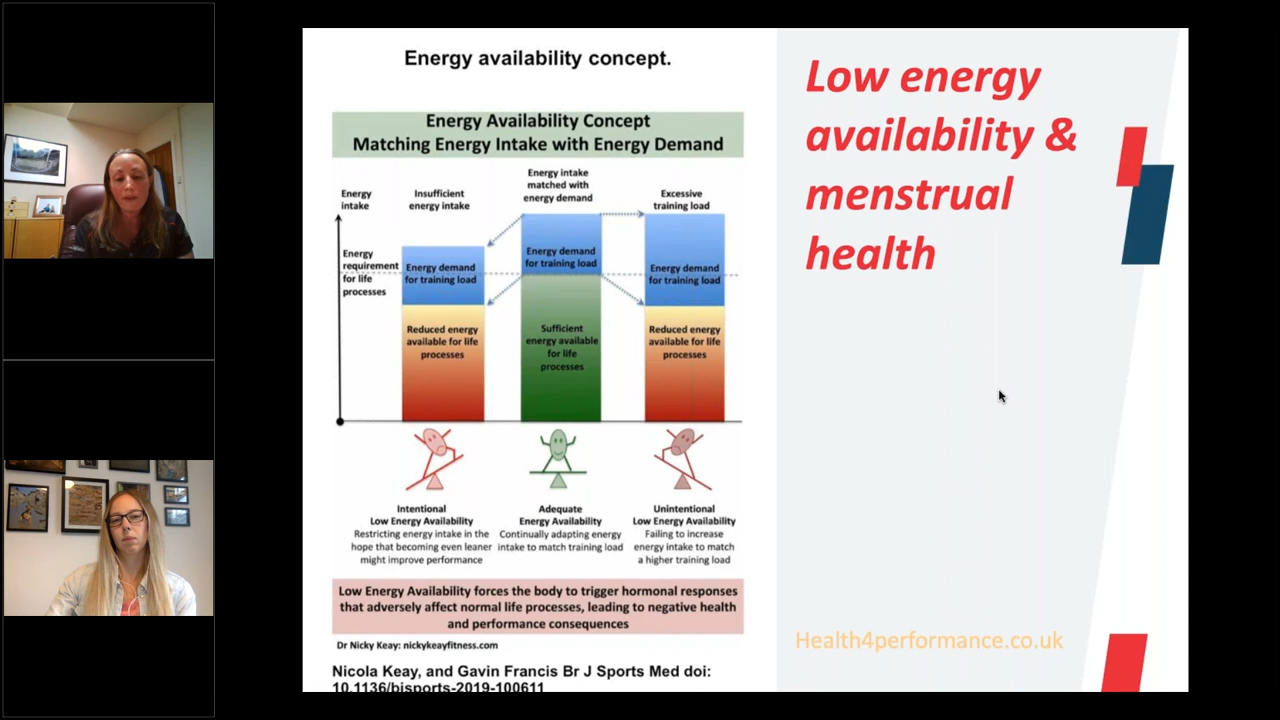 Energy availability concept.
Energy Availability Concept
Matching Energy Intake with Energy Demand
Energy
intake
Insufficient
energy intake
Energy intake
matched with
energy demand
Excessive
training load
Energy
requirement
for life
processes
Energy demand
for training load
Energy demand
for training load
Energy demand
for training load
Reduced energy
available for life
processes
Sufficient
energy available
for life
processes
Reduced energy
available for life
processes
Intentional
Low Energy Availability
Restricting energy intake in the
hope that becoming even leaner
might improve performance
Adequate
Energy Availability
Continually adapting energy
intake to match training load
Unintentional
Low Energy Availability
Failing to increase
energy intake to match
a higher training load
Low Energy Availability forces the body to trigger hormonal responses
that adversely affect normal life processes, leading to negative health
and performance consequences
Dr Nicky Keay: nickykeayfitness.com
Nicola Keay, and Gavin Francis Br J Sports Med doi:
10.1136/bjsports-2019-100611
Low energy
availability &
menstrual
health
Health4performance.co.uk